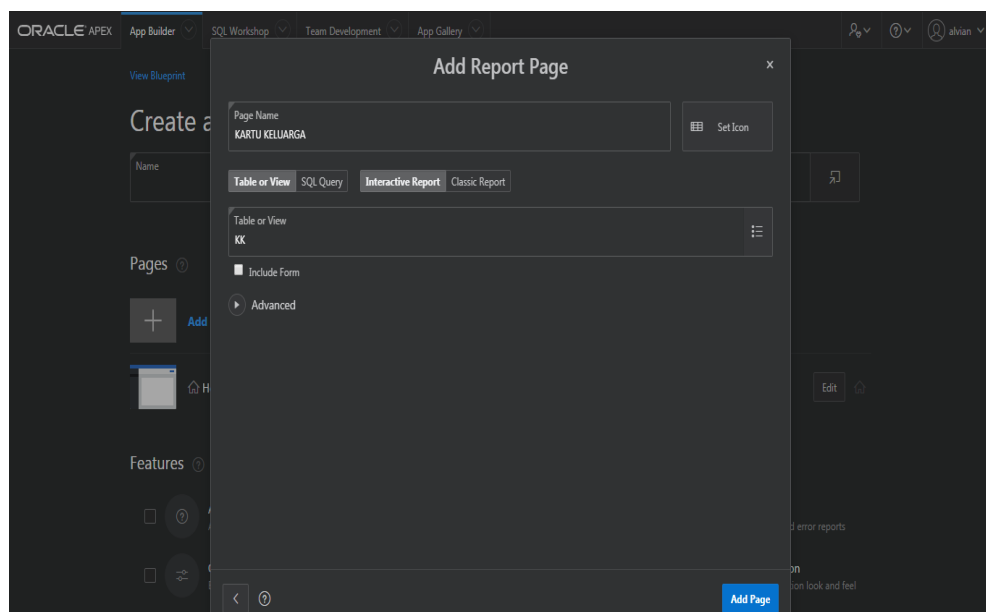 ORACLE APEX App Builder SQL Workshop Team Development App Gallery alvian
View Blueprint
Add Report Page
Create a
Page Name
KARTU KELUARGA
Set Icon
Name
Table or View SQL Query Interactive Report Classic Report
Table or View
KK
Pages
Include Form
Advanced
Add
Edit
Features
d error reports
on
ion look and feel
Add Page